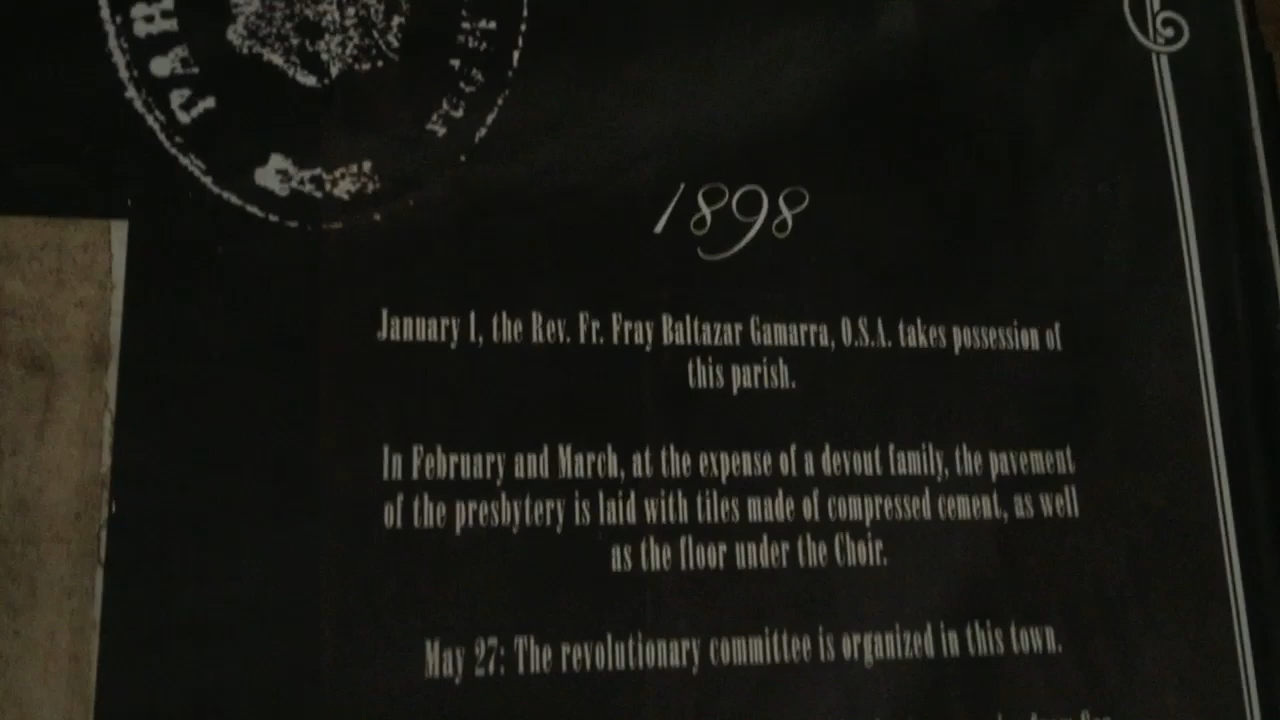 PAR
1898
January 1, the Rev. Fr. Fray Baltazar Gamarra, O.S.A. takes possession of
this parish.
In February and March, at the expense of a devout family, the pavement
of the presbytery is laid with tiles made of compressed cement, as well
as the floor under the Choir.
May 27: The revolutionary committee is organized in this town.